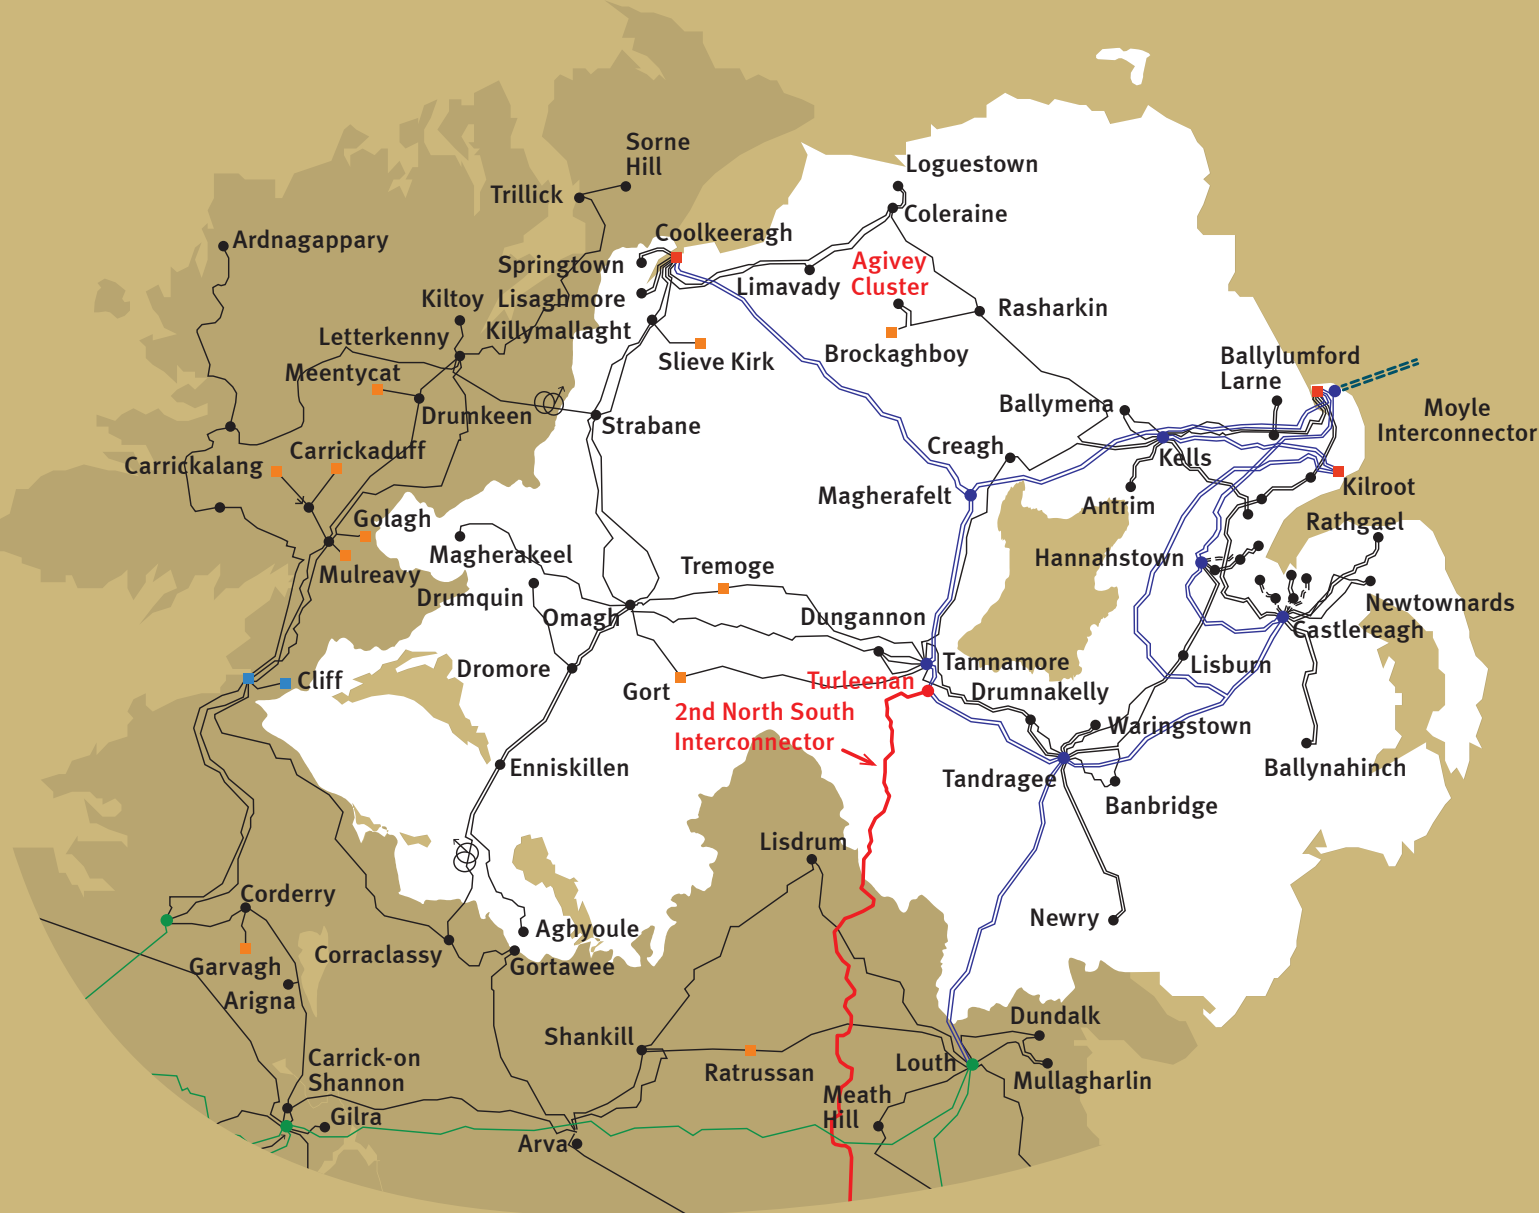 Sorne
Hill
Trillick
Loguestown
Coleraine
Ardnagappary
Coolkeeragh
Springtown
Agivey
Cluster
Limavady
Kiltoy
Lisaghmore
Rasharkin
Letterkenny
Killymallaght
Brockaghboy
Slieve Kirk
Ballylumford
Larne
Meentycat
Drumkeen
Strabane
Ballymena
Moyle
Interconnector
Creagh
Kells
Carrickaduff
Carrickalang
Magherafelt
Antrim
Kilroot
Golagh
Rathgael
Magherakeel
Hannahstown
Mulreavy
Tremoge
Drumquin
Omagh
Dungannon
Newtownards
Castlereagh
Dromore
Tamnamore
Lisburn
Cliff
Gort
Turleenan
Drumnakelly
2nd North South
Interconnector
Waringstown
Enniskillen
Tandragee
Ballynahinch
Banbridge
Lisdrum
Corderry
Aghyoule
Newry
Corraclassy
Gortawee
Garvagh
Arigna
Dundalk
Shankill
Carrick-on
Shannon
Ratrussan
Louth
Mullagharlin
Meath
Hill
Gilra
Arva